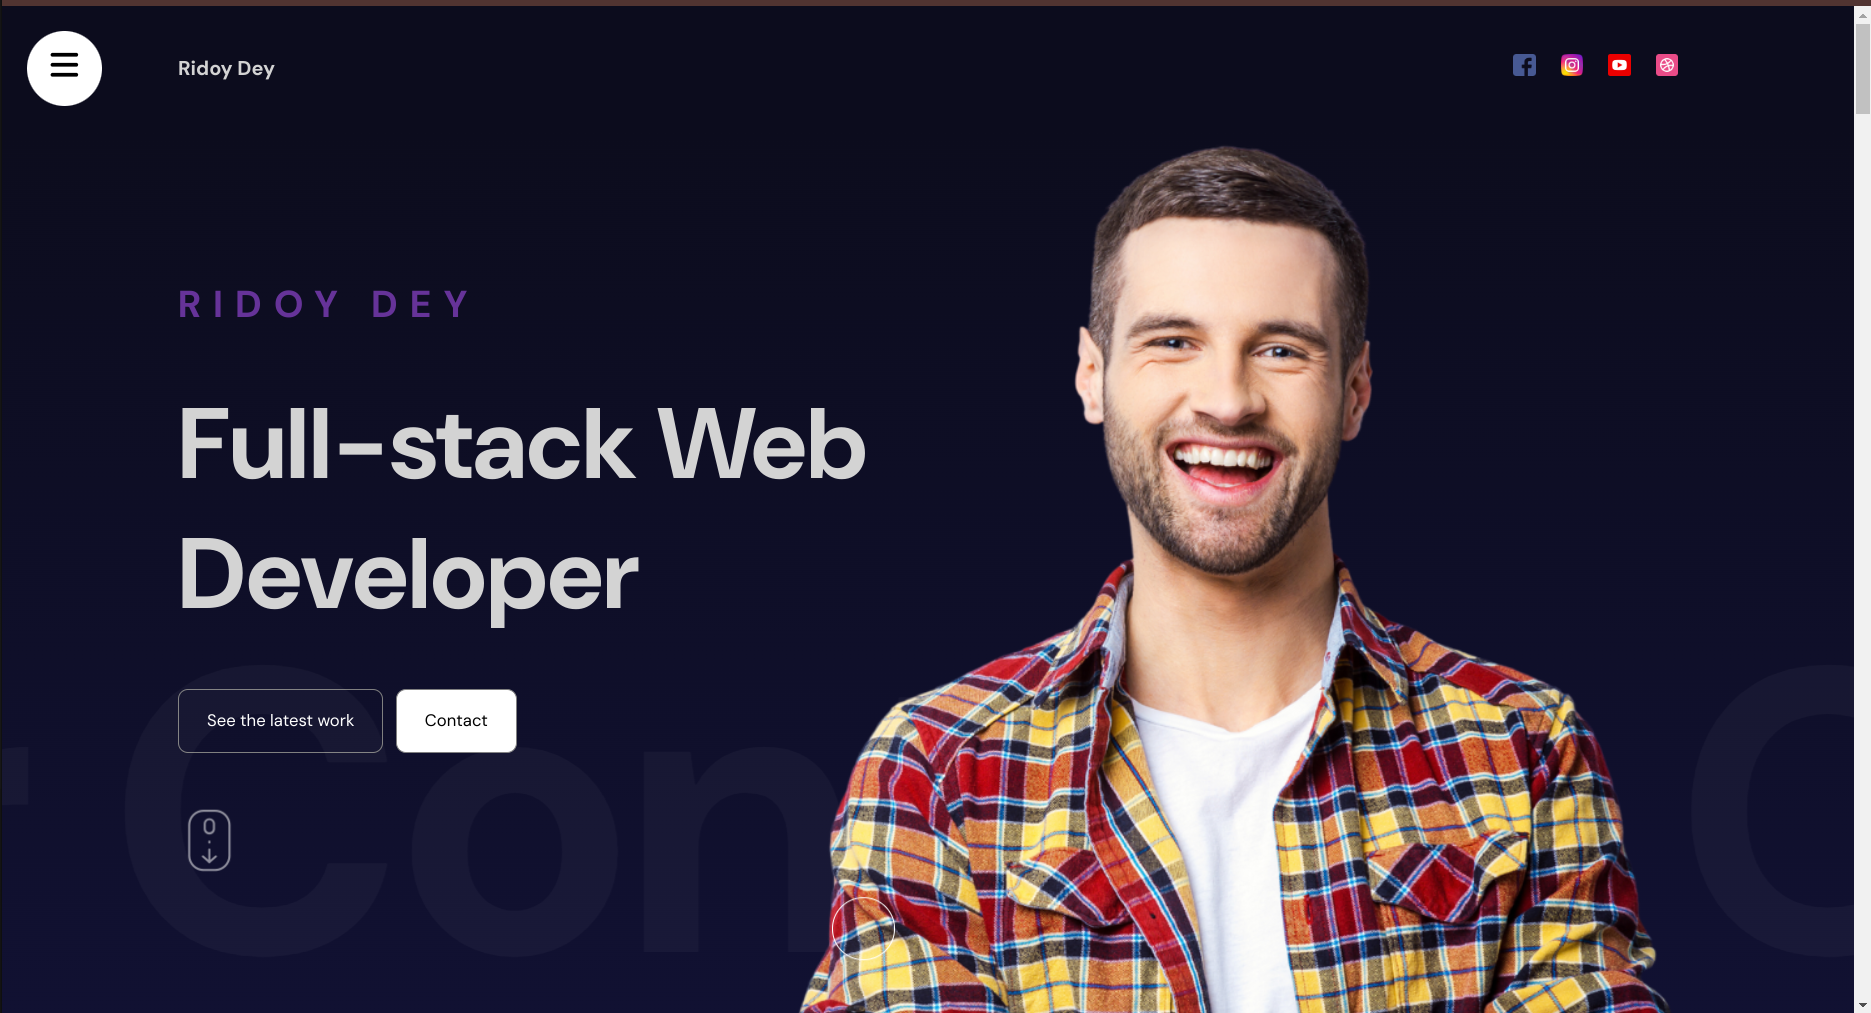 Ridoy Dey
RIDOY DEY
Full-stack Web
Developer
See the latest work
Contact